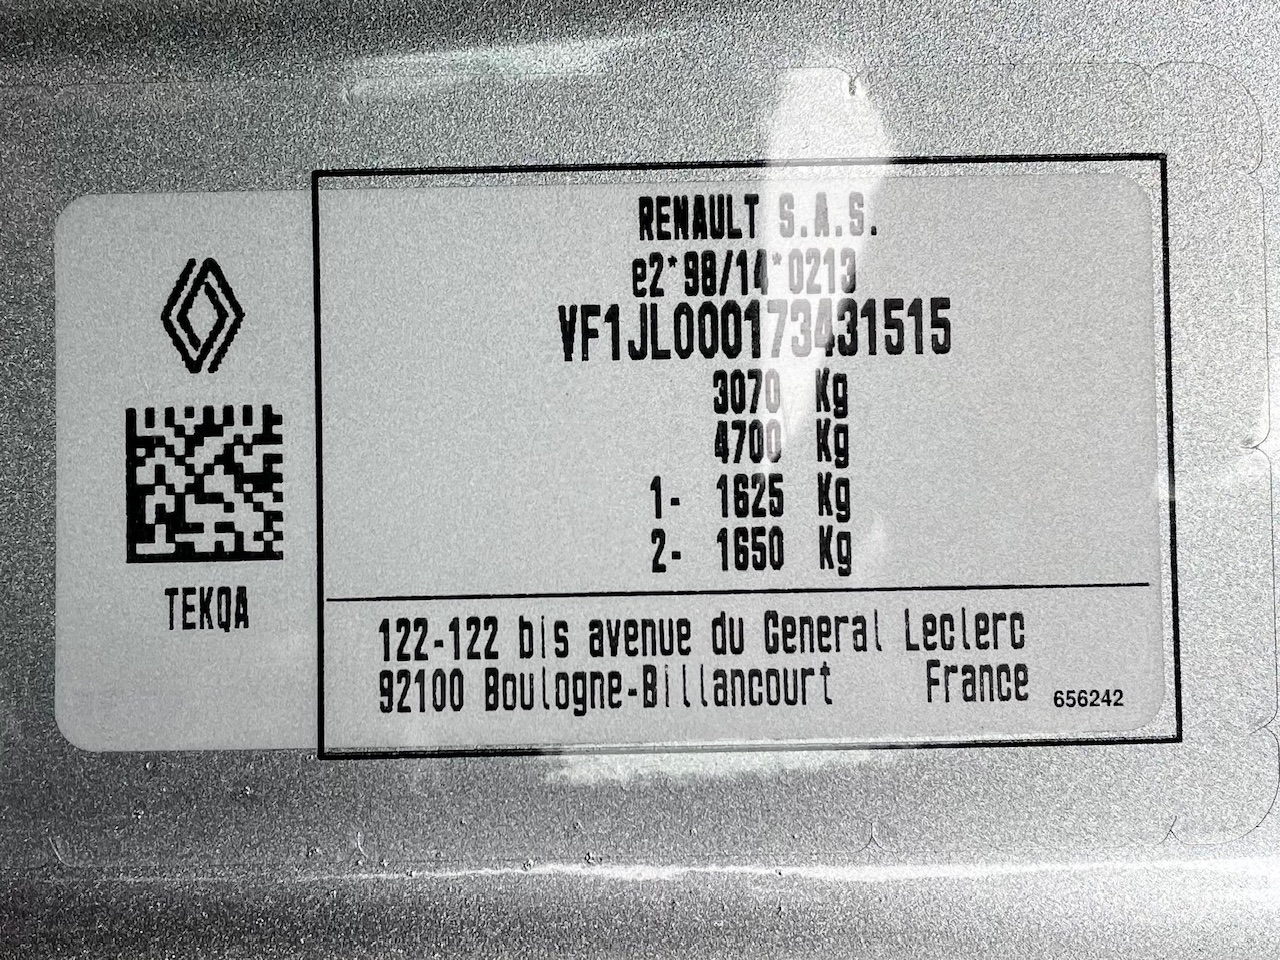 RENAULT S.A.S.
e2*98/14*0213
VF1JL000173431515
3070 Kg
4700 Kg
1- 1625 Kg
2- 1650 Kg
TEKQA
122-122 bis avenue du General Leclerc
92100 Boulogne-Billancourt France
656242